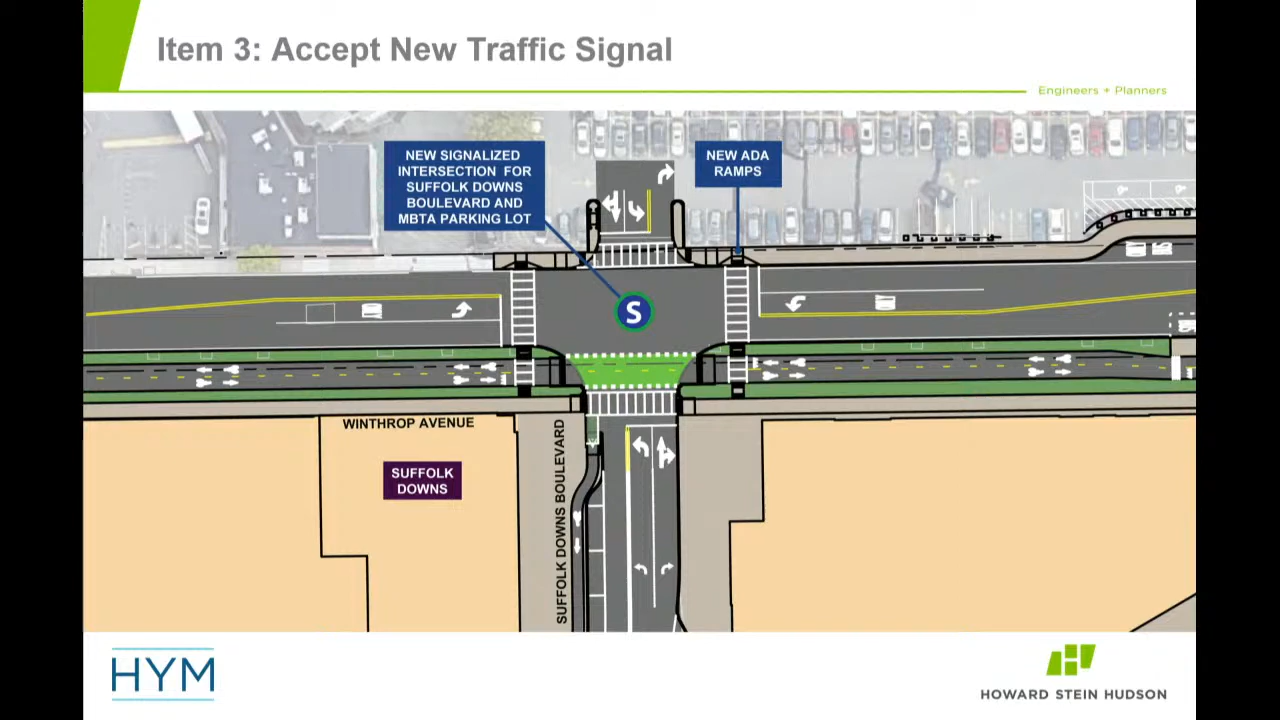 Item 3: Accept New Traffic Signal
Engineers + Planners
NEW SIGNALIZED
INTERSECTION FOR
SUFFOLK DOWNS
BOULEVARD AND
MBTA PARKING LOT
NEW ADA
RAMPS
S
WINTHROP AVENUE
SUFFOLK
DOWNS
SUFFOLK DOWNS BOULEVARD
HYM
HOWARD STEIN HUDSON